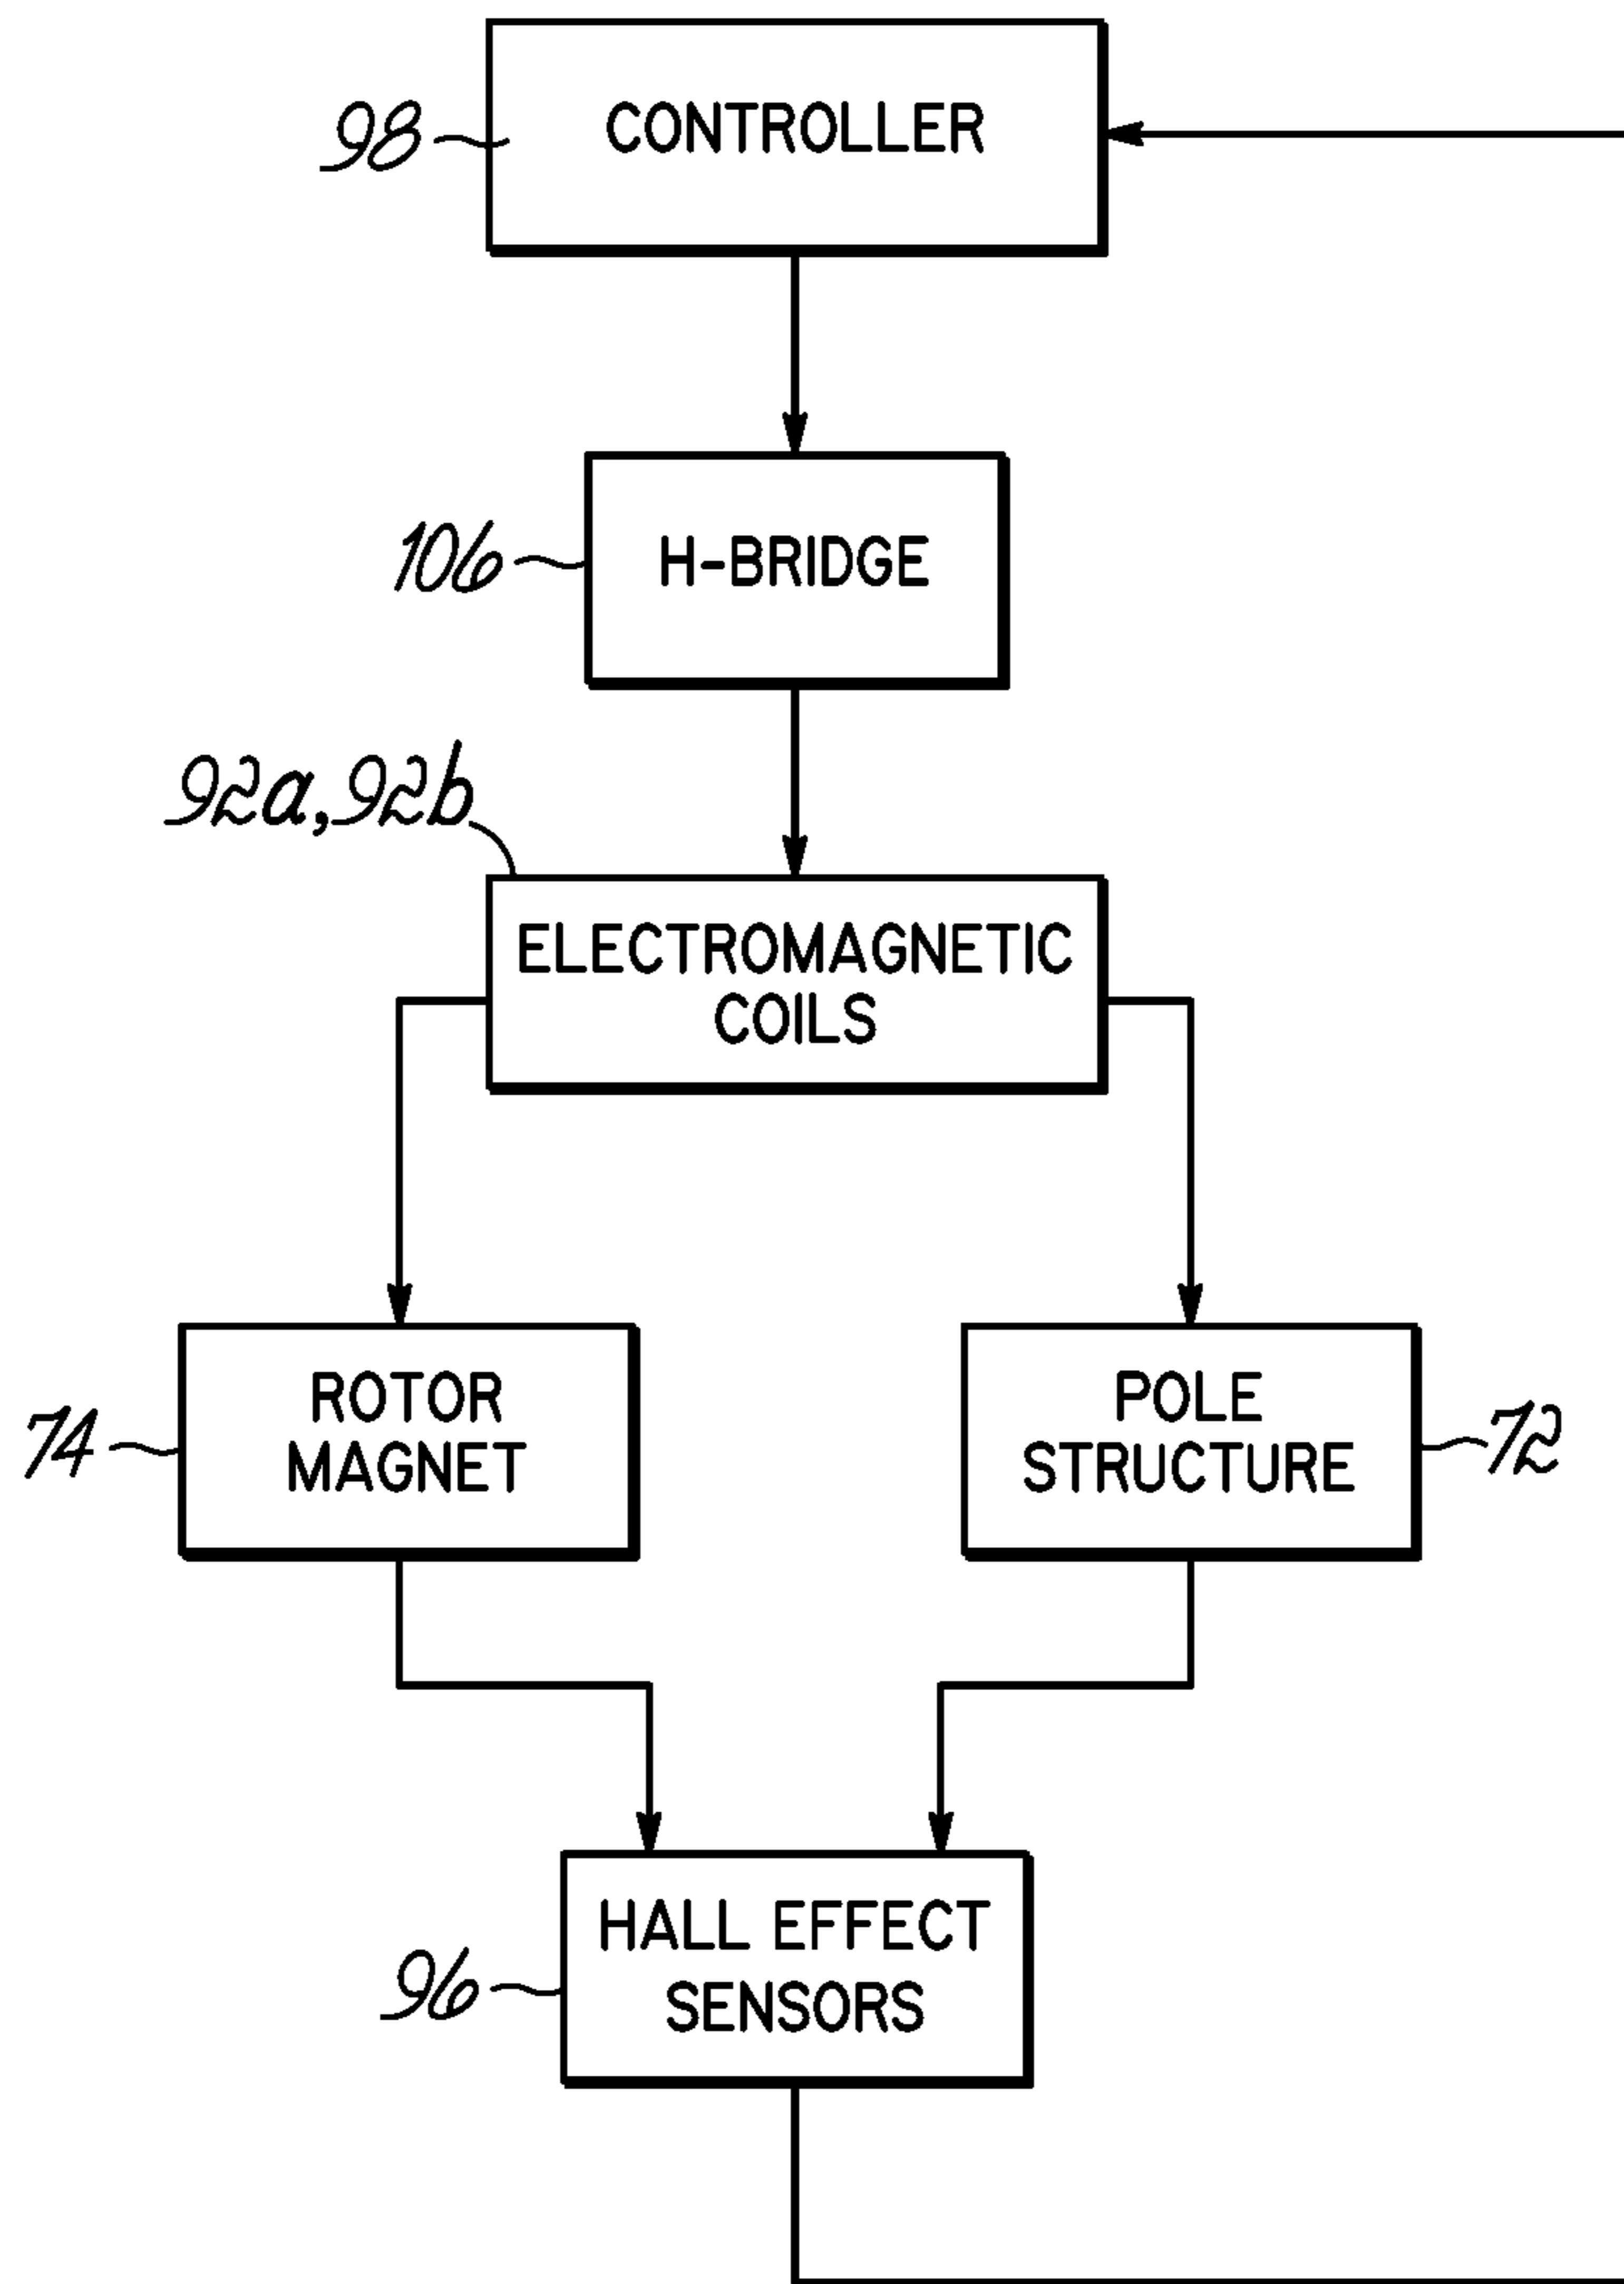 CONTROLLER
98
H-BRIDGE
106
92a,92b
ELECTROMAGNETIC
COILS
ROTOR
MAGNET
74
POLE
STRUCTURE
72
HALL EFFECT
SENSORS
96